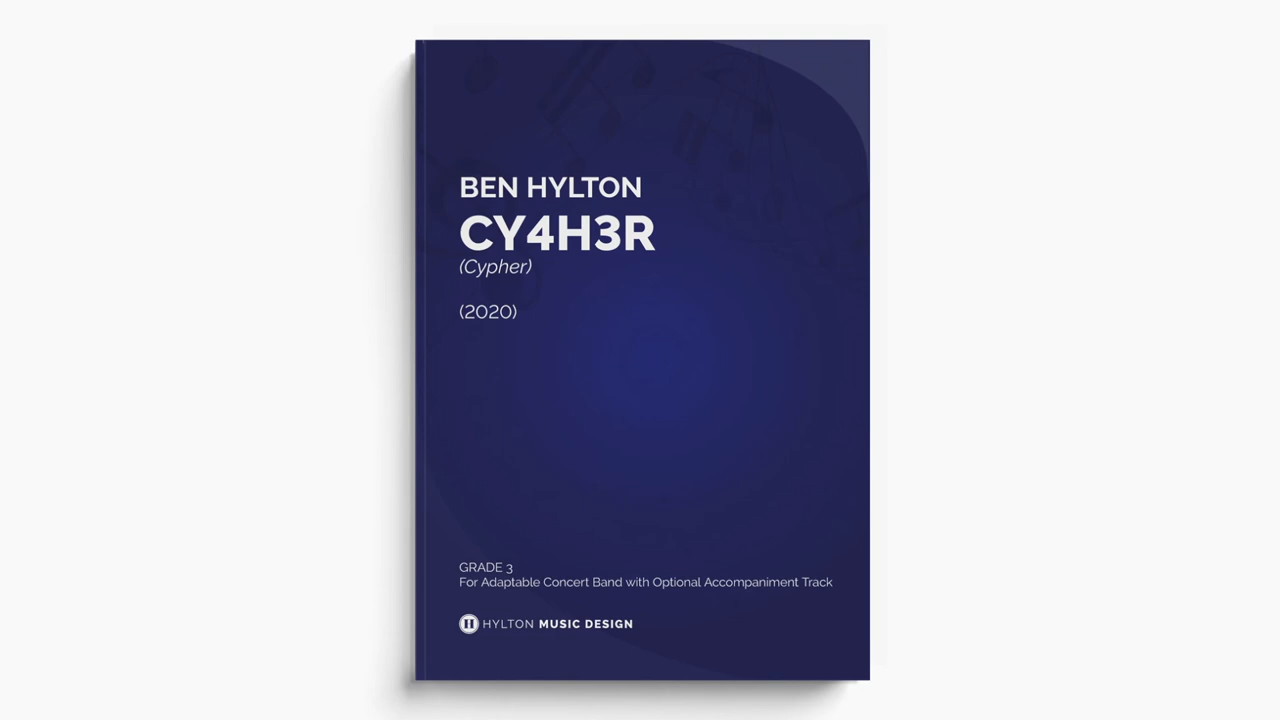 BEN HYLTON
CY4H3R
(Cypher)
(2020)
GRADE 3
For Adaptable Concert Band with Optional Accompaniment Track
HYLTON MUSIC DESIGN